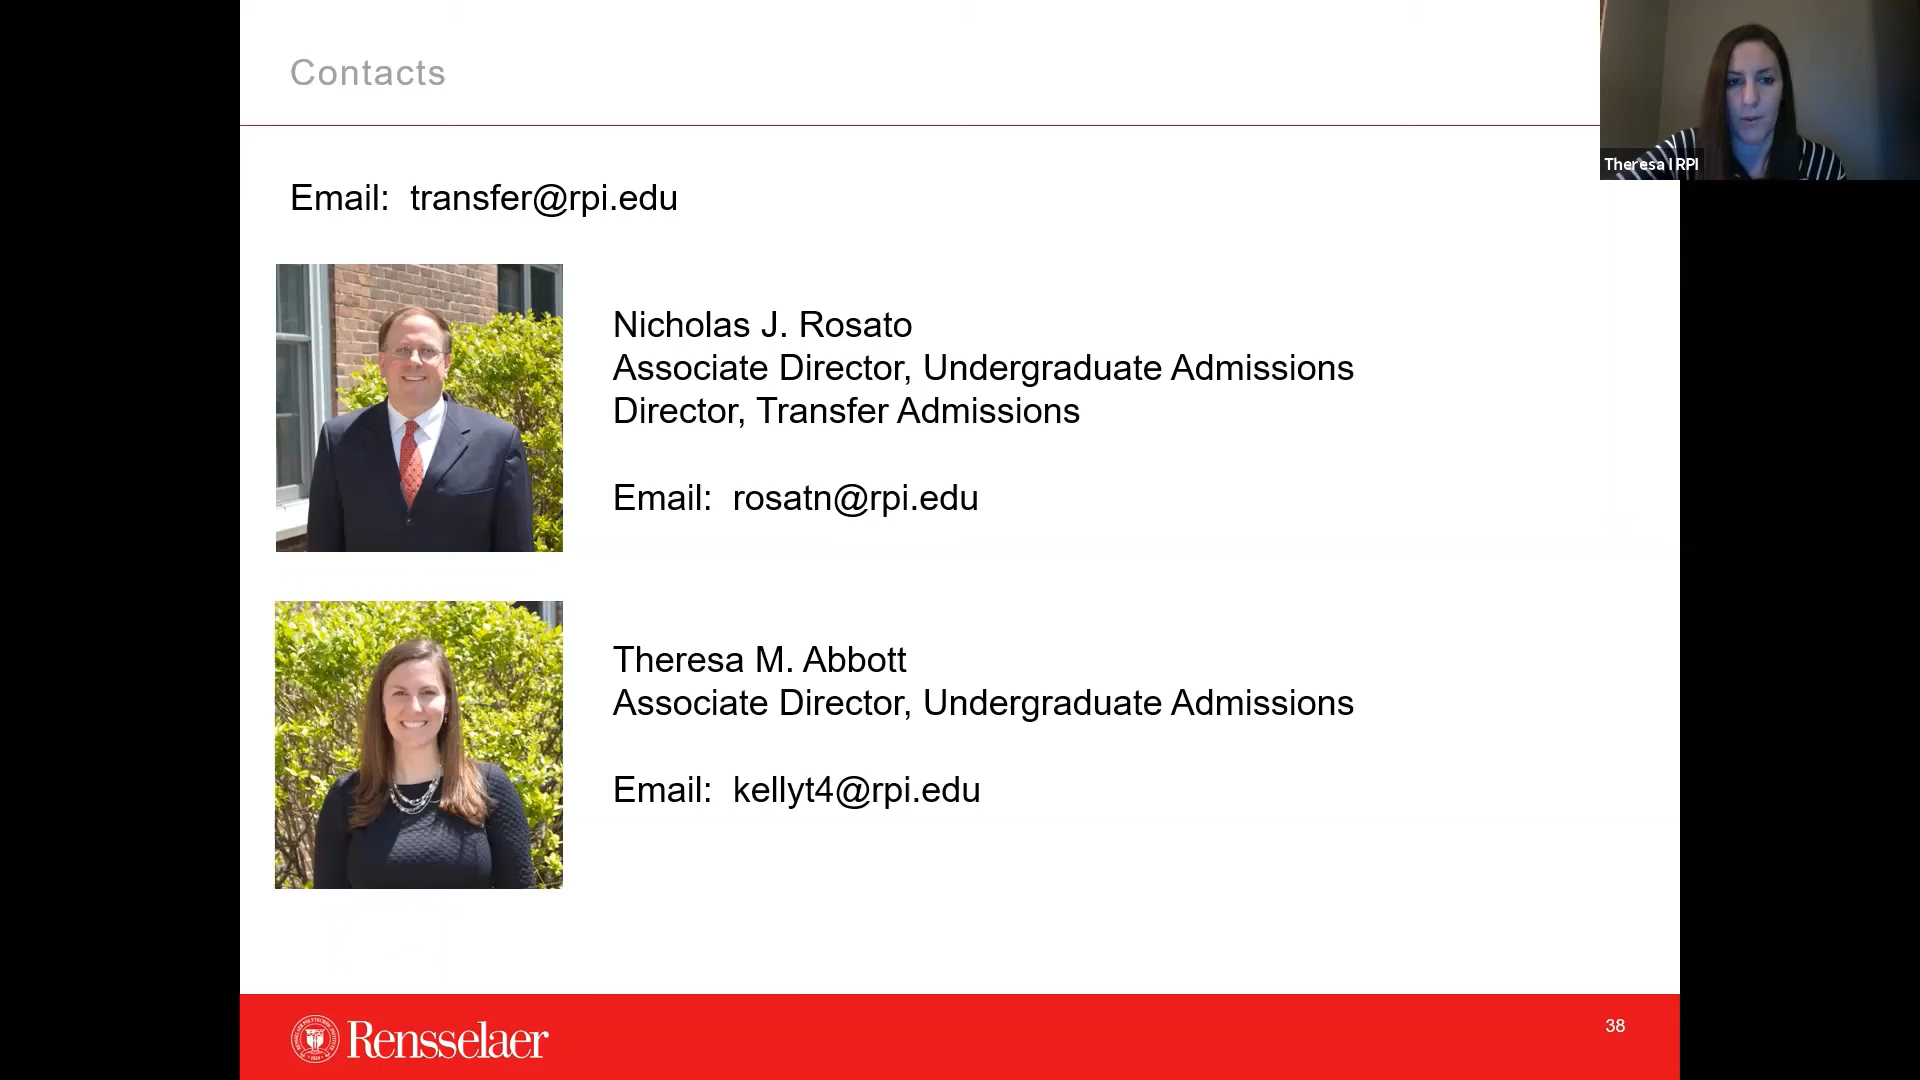 Contacts
Theresa | RPI
Email: transfer@rpi.edu
Nicholas J. Rosato
Associate Director, Undergraduate Admissions
Director, Transfer Admissions
Email: rosatn@rpi.edu
Theresa M. Abbott
Associate Director, Undergraduate Admissions
Email: kellyt4@rpi.edu
Rensselaer
38